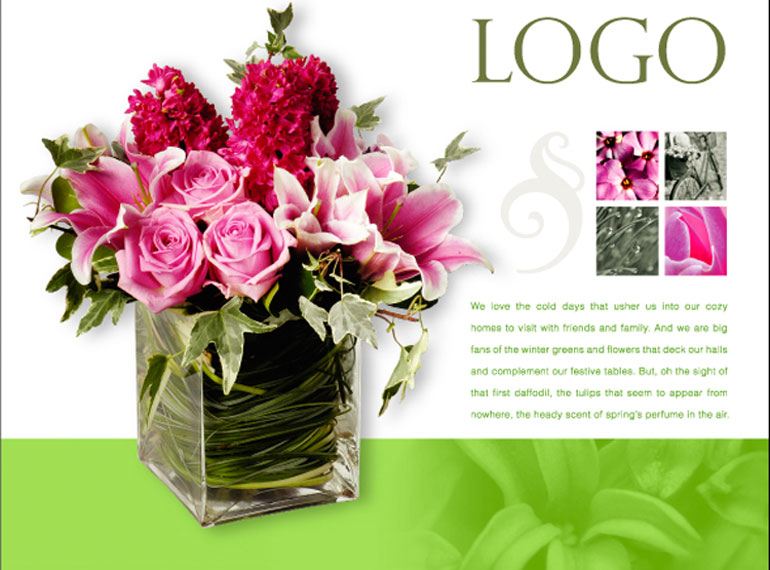 LOGO
We love the cold days that usher us into our cozy
homes to visit with friends and family. And we are big
fans of the winter greens and flowers that deck our halls
and complement our festive tables. But, oh the sight of
that first daffodil, the tulips that seem to appear from
nowhere, the heady scent of spring's perfume in the air.